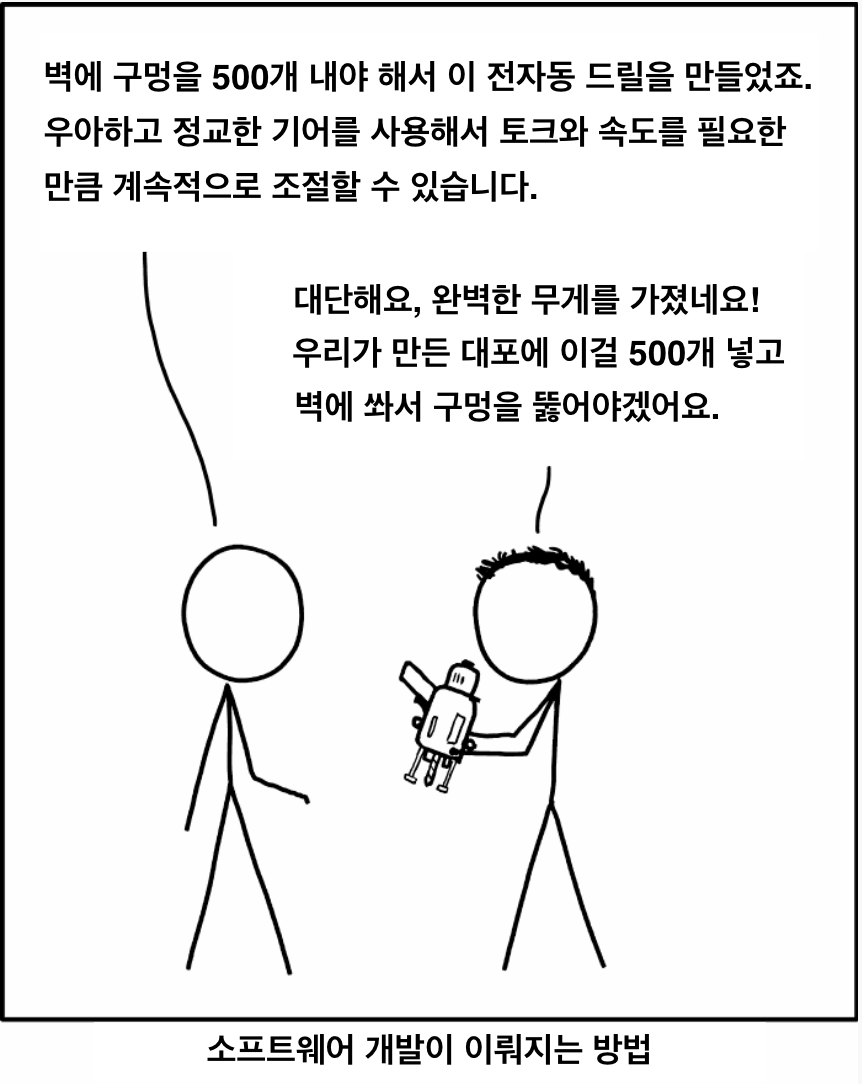 벽에 구멍을 500개 내야 해서 이 전자동 드릴을 만들었죠.
우아하고 정교한 기어를 사용해서 토크와 속도를 필요한
만큼 계속적으로 조절할 수 있습니다.
대단해요, 완벽한 무게를 가졌네요!
우리가 만든 대포에 이걸 500개 넣고
벽에 쏴서 구멍을 뚫어야겠어요.
소프트웨어 개발이 이뤄지는 방법